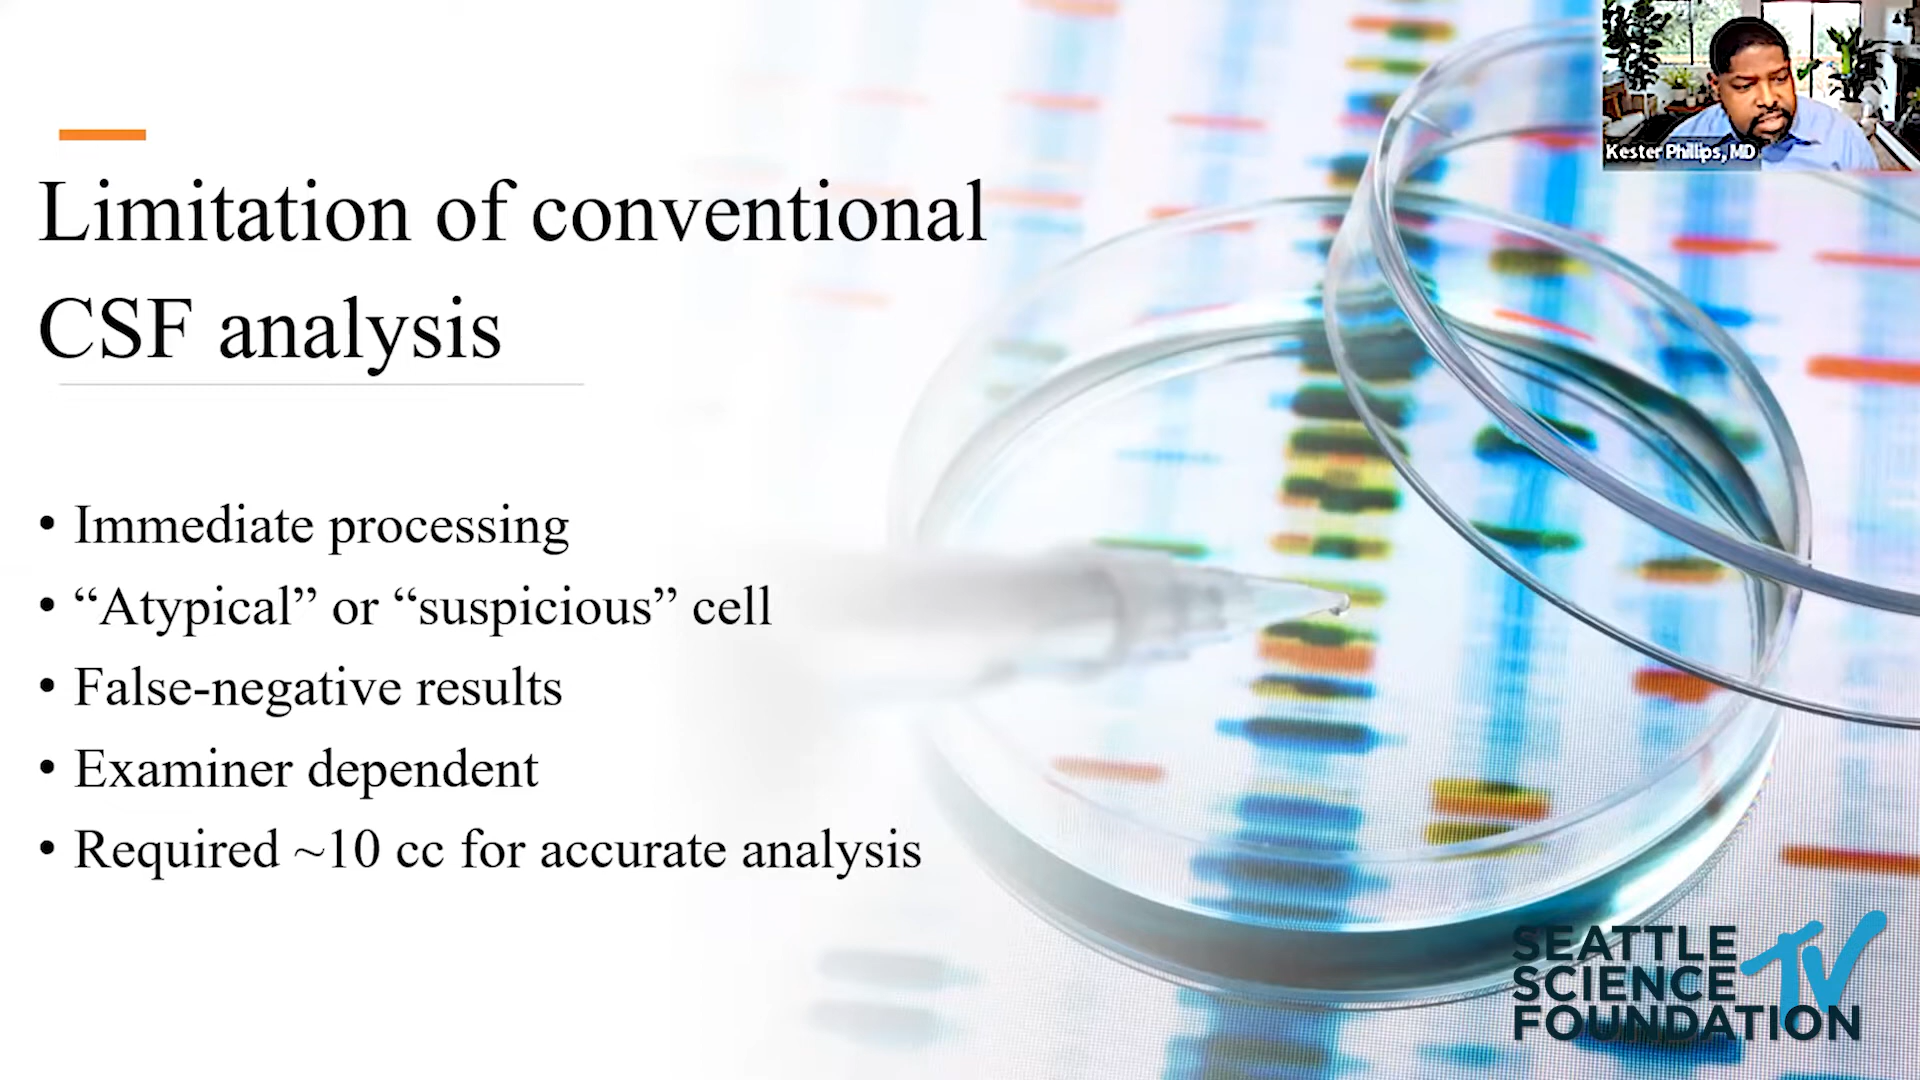 Kester Phillips, MD
Limitation of conventional
CSF analysis
• Immediate processing
• “Atypical” or “suspicious” cell
• False-negative results
• Examiner dependent
• Required ~10 cc for accurate analysis
SEATTLE
SCIENCE TV
FOUNDATION